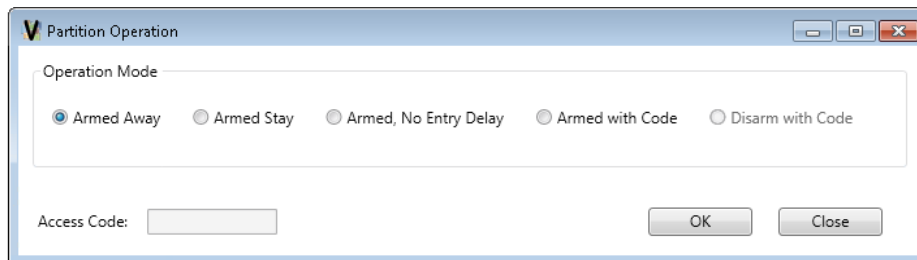 Partition Operation
Operation Mode
Armed Away Armed Stay Armed, No Entry Delay Armed with Code Disarm with Code
Access Code: OK Close